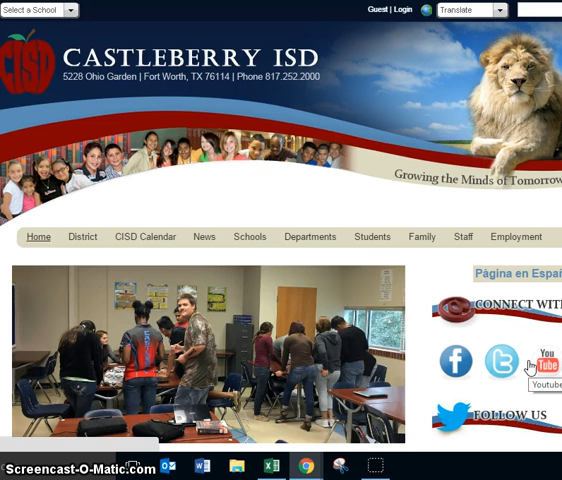 Select a School
Guest | Login
Translate
CISD
CASTLEBERRY ISD
5228 Ohio Garden | Fort Worth, TX 76114 | Phone 817.252.2000
Growing the Minds of Tomorrow
Home District CISD Calendar News Schools Departments Students Family Staff Employment
Página en Espa
CONNECT WIT
You
Tube
Youtube
FOLLOW US
Screencast-O-Matic.com